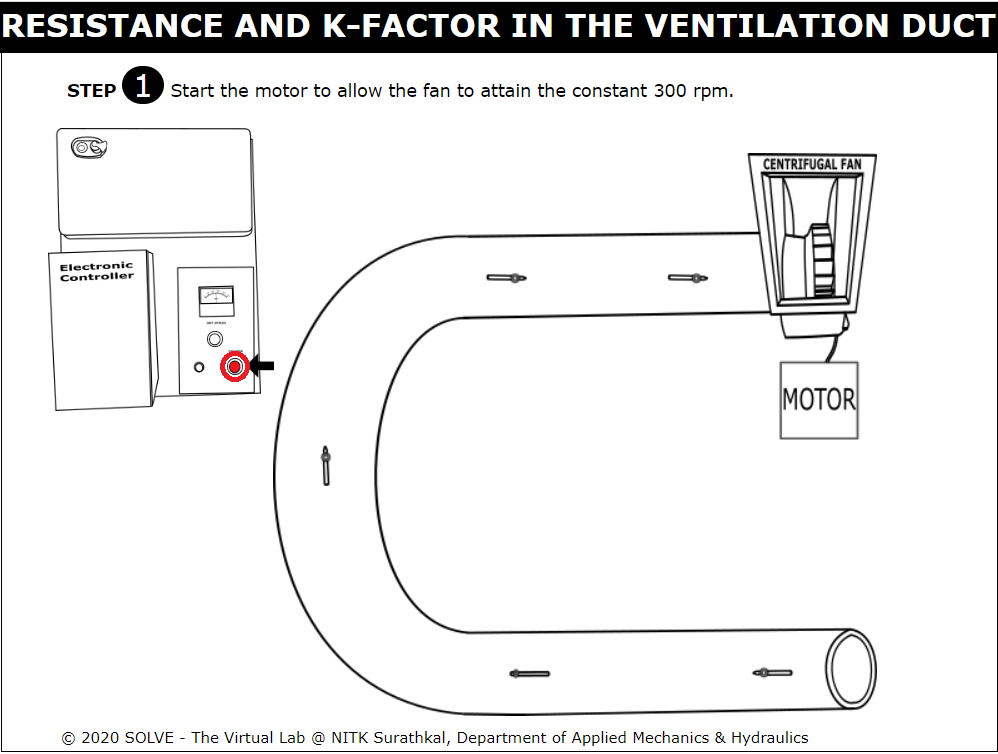 RESISTANCE AND K-FACTOR IN THE VENTILATION DUCT
STEP 1 Start the motor to allow the fan to attain the constant 300 rpm.
CENTRIFUGAL FAN
Electronic
Controller
MOTOR
© 2020 SOLVE - The Virtual Lab @ NITK Surathkal, Department of Applied Mechanics & Hydraulics